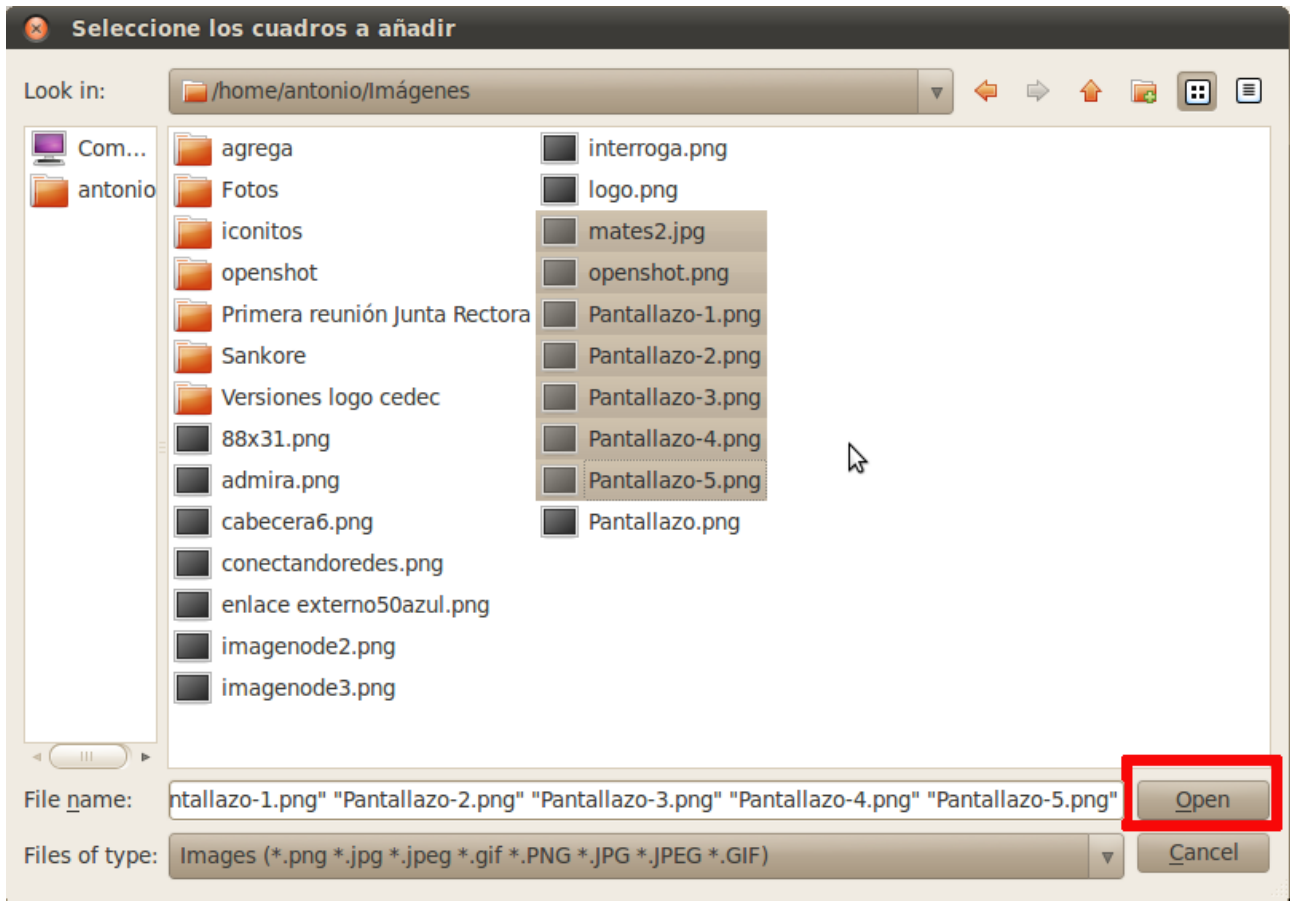 Seleccione los cuadros a añadir
Look in:
/home/antonio/Imágenes
Com...
antonio
agrega
Fotos
iconitos
openshot
Primera reunión Junta Rectora
Sankore
Versiones logo cedec
88x31.png
admira.png
cabecera6.png
conectandoredes.png
enlace externo50azul.png
imagenode2.png
imagenode3.png
interroga.png
logo.png
mates2.jpg
openshot.png
Pantallazo-1.png
Pantallazo-2.png
Pantallazo-3.png
Pantallazo-4.png
Pantallazo-5.png
Pantallazo.png
File name:
ntallazo-1.png" "Pantallazo-2.png" "Pantallazo-3.png" "Pantallazo-4.png" "Pantallazo-5.png"
Open
Files of type:
Images (*.png *.jpg *.jpeg *.gif *.PNG *.JPG *.JPEG *.GIF)
Cancel